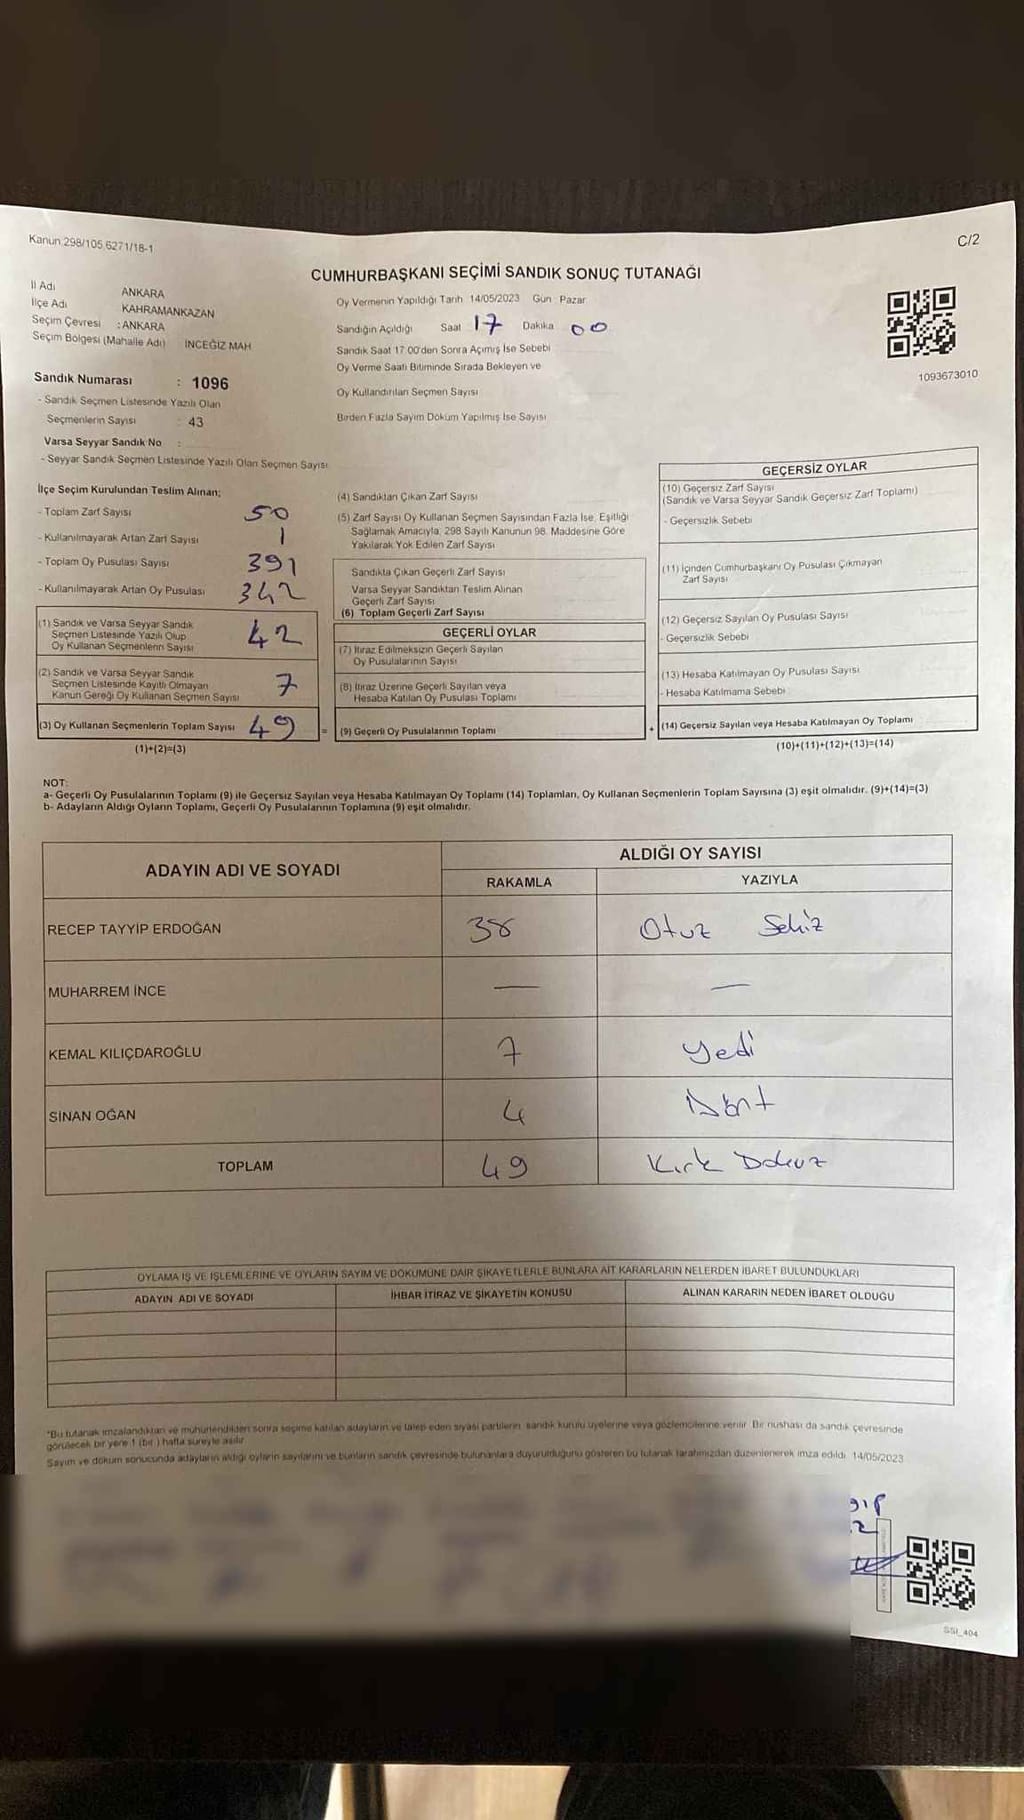 Kanun 298/105,6271/18-1
C/2
CUMHURBAŞKANI SEÇİMİ SANDIK SONUÇ TUTANAĞI
İl Adı ANKARA
İlçe Adı KAHRAMANKAZAN
Seçim Çevresi : ANKARA
Seçim Bölgesi (Mahalle Adı) İNCEĞİZ MAH
Sandık Numarası : 1096
- Sandık Seçmen Listesinde Yazılı Olan
Seçmenlerin Sayısı : 43
Varsa Seyyar Sandık No :
- Seyyar Sandık Seçmen Listesinde Yazılı Olan Seçmen Sayısı
Oy Vermenin Yapıldığı Tarih 14/05/2023 Gün Pazar
Sandığın Açıldığı Saat 17 Dakika 00
Sandık Saat 17:00'den Sonra Açımış İse Sebebi
Oy Verme Saati Bitiminde Sırada Bekleyen ve
Oy Kullandırılan Seçmen Sayısı
Birden Fazla Sayım Döküm Yapılmış İse Sayısı
1093673010
İlçe Seçim Kurulundan Teslim Alınan;
- Toplam Zarf Sayısı 50
- Kullanılmayarak Artan Zarf Sayısı 1
- Toplam Oy Pusulası Sayısı 391
- Kullanılmayarak Artan Oy Pusulası 342
(1) Sandık ve Varsa Seyyar Sandık
Seçmen Listesinde Yazılı Olup
Oy Kullanan Seçmenlerin Sayısı 42
(2) Sandık ve Varsa Seyyar Sandık
Seçmen Listesinde Kayıtlı Olmayan
Kanun Gereği Oy Kullanan Seçmen Sayısı 7
(3) Oy Kullanan Seçmenlerin Toplam Sayısı 49
(1)+(2)=(3)
(4) Sandıktan Çıkan Zarf Sayısı
(5) Zarf Sayısı Oy Kullanan Seçmen Sayısından Fazla İse, Eşitliği
Sağlamak Amacıyla, 298 Sayılı Kanunun 98. Maddesine Göre
Yakılarak Yok Edilen Zarf Sayısı
Sandıkta Çıkan Geçerli Zarf Sayısı
Varsa Seyyar Sandıktan Teslim Alınan
Geçerli Zarf Sayısı
(6) Toplam Geçerli Zarf Sayısı
GEÇERLİ OYLAR
(7) İtiraz Edilmeksizin Geçerli Sayılan
Oy Pusulalarının Sayısı
(8) İtiraz Üzerine Geçerli Sayılan veya
Hesaba Katılan Oy Pusulası Toplamı
= (9) Geçerli Oy Pusulalarının Toplamı
GEÇERSİZ OYLAR
(10) Geçersiz Zarf Sayısı
(Sandık ve Varsa Seyyar Sandık Geçersiz Zarf Toplamı)
- Geçersizlik Sebebi
(11) İçinden Cumhurbaşkanı Oy Pusulası Çıkmayan
Zarf Sayısı
(12) Geçersiz Sayılan Oy Pusulası Sayısı
- Geçersizlik Sebebi
(13) Hesaba Katılmayan Oy Pusulası Sayısı
- Hesaba Katılmama Sebebi
+ (14) Geçersiz Sayılan veya Hesaba Katılmayan Oy Toplamı
(10)+(11)+(12)+(13)=(14)
NOT:
a- Geçerli Oy Pusulalarının Toplamı (9) ile Geçersiz Sayılan veya Hesaba Katılmayan Oy Toplamı (14) Toplamları, Oy Kullanan Seçmenlerin Toplam Sayısına (3) eşit olmalıdır. (9)+(14)=(3)
b- Adayların Aldığı Oyların Toplamı, Geçerli Oy Pusulalarının Toplamına (9) eşit olmalıdır.
ADAYIN ADI VE SOYADI
ALDIĞI OY SAYISI
RAKAMLA YAZIYLA
RECEP TAYYİP ERDOĞAN 38 Otuz Sekiz
MUHARREM İNCE — —
KEMAL KILIÇDAROĞLU 7 Yedi
SİNAN OĞAN 4 Dört
TOPLAM 49 Kırk Dokuz
OYLAMA İŞ VE İŞLEMLERİNE VE OYLARIN SAYIM VE DÖKÜMÜNE DAİR ŞİKAYETLERLE BUNLARA AİT KARARLARIN NELERDEN İBARET BULUNDUKLARI
ADAYIN ADI VE SOYADI İHBAR İTİRAZ VE ŞİKAYETİN KONUSU ALINAN KARARIN NEDEN İBARET OLDUĞU
*Bu tutanak imzalandıktan ve mühürlendikten sonra seçime katılan adayların ve talep eden siyasi partilerin, sandık kurulu üyelerine veya gözlemcilerine verilir. Bir nüshası da sandık çevresinde
görülecek bir yere 1 (bir ) hafta süreyle asılır.
Sayım ve döküm sonucunda adayların aldığı oyların sayılarını ve bunların sandık çevresinde bulunanlara duyurulduğunu gösteren bu tutanak tarafımızdan düzenlenerek imza edildi. 14/05/2023
SSI_404